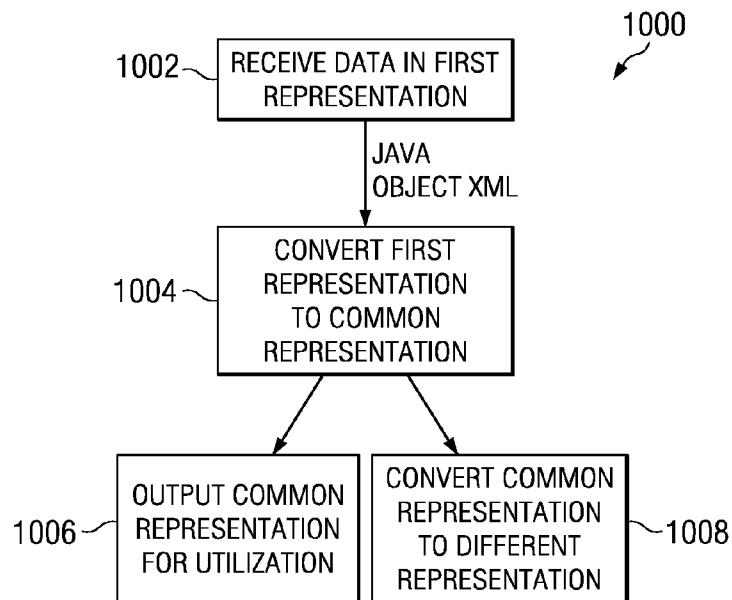 1000
1002
RECEIVE DATA IN FIRST
REPRESENTATION
JAVA
OBJECT XML
1004
CONVERT FIRST
REPRESENTATION
TO COMMON
REPRESENTATION
1006
OUTPUT COMMON
REPRESENTATION
FOR UTILIZATION
CONVERT COMMON
REPRESENTATION
TO DIFFERENT
REPRESENTATION
1008